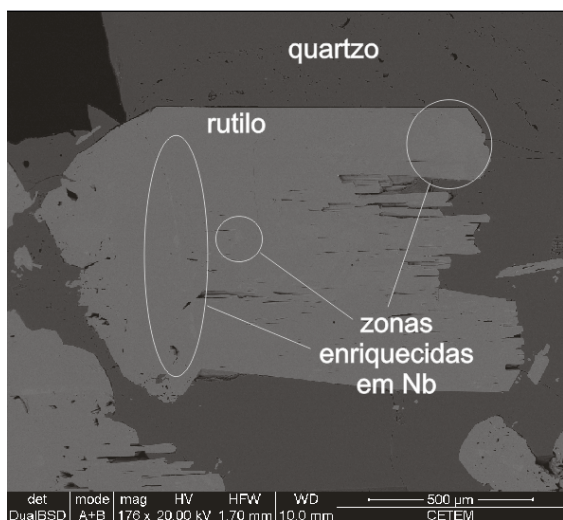 quartzo
rutilo
zonas
enriquecidas
em Nb
det mode mag HV HFW WD 500 µm
DualBSD A+B 176 x 20.00 kV 1.70 mm 10.0 mm CETEM